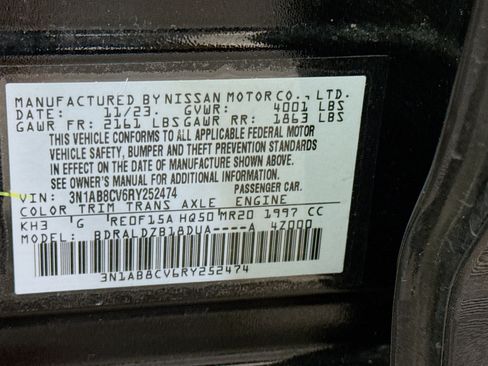 MANUFACTURED BY NISSAN MOTOR CO., LTD.
DATE: 11/23. GVWR: 4001 LBS
GAWR FR: 2161 LBS GAWR RR: 1863 LBS
THIS VEHICLE CONFORMS TO ALL APPLICABLE FEDERAL MOTOR
VEHICLE SAFETY, BUMPER AND THEFT PREVENTION STANDARDS
IN EFFECT ON THE DATE OF MANUFACTURE SHOWN ABOVE.
SEE OWNER'S MANUAL FOR ADDITIONAL INFORMATION.
VIN: 3N1AB8CV6RY252474 PASSENGER CAR
COLOR TRIM TRANS AXLE ENGINE
KH3 G RE0F15A HQ50 MR20 1997 CC
MODEL: BDRALDZB18DUA----A 4Z000
3N1AB8CV6RY252474